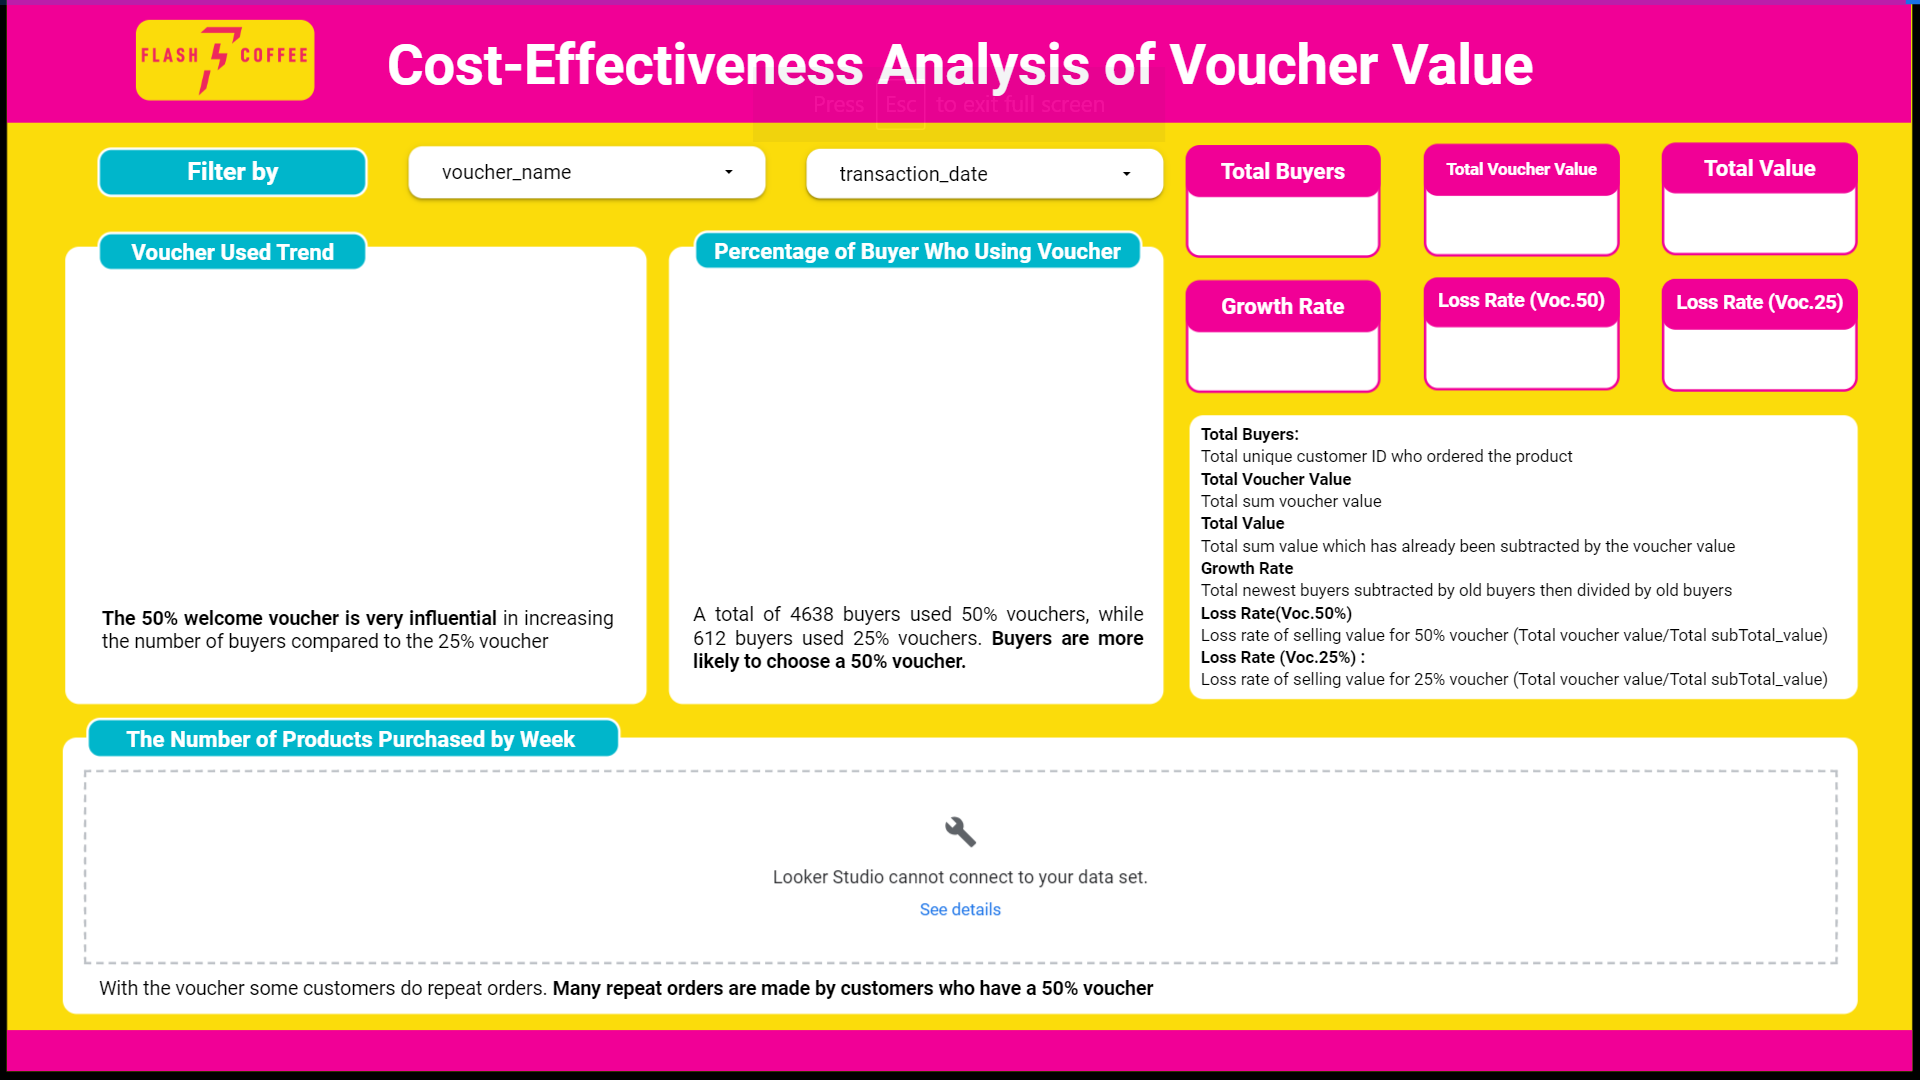 FLASH COFFEE
Cost-Effectiveness Analysis of Voucher Value
Press Esc to exit full screen
Filter by
voucher_name
transaction_date
Total Buyers
Total Voucher Value
Total Value
Growth Rate
Loss Rate (Voc.50)
Loss Rate (Voc.25)
Voucher Used Trend
The 50% welcome voucher is very influential in increasing
the number of buyers compared to the 25% voucher
Percentage of Buyer Who Using Voucher
A total of 4638 buyers used 50% vouchers, while
612 buyers used 25% vouchers. Buyers are more
likely to choose a 50% voucher.
Total Buyers:
Total unique customer ID who ordered the product
Total Voucher Value
Total sum voucher value
Total Value
Total sum value which has already been subtracted by the voucher value
Growth Rate
Total newest buyers subtracted by old buyers then divided by old buyers
Loss Rate(Voc.50%)
Loss rate of selling value for 50% voucher (Total voucher value/Total subTotal_value)
Loss Rate (Voc.25%) :
Loss rate of selling value for 25% voucher (Total voucher value/Total subTotal_value)
The Number of Products Purchased by Week
Looker Studio cannot connect to your data set.
See details
With the voucher some customers do repeat orders. Many repeat orders are made by customers who have a 50% voucher